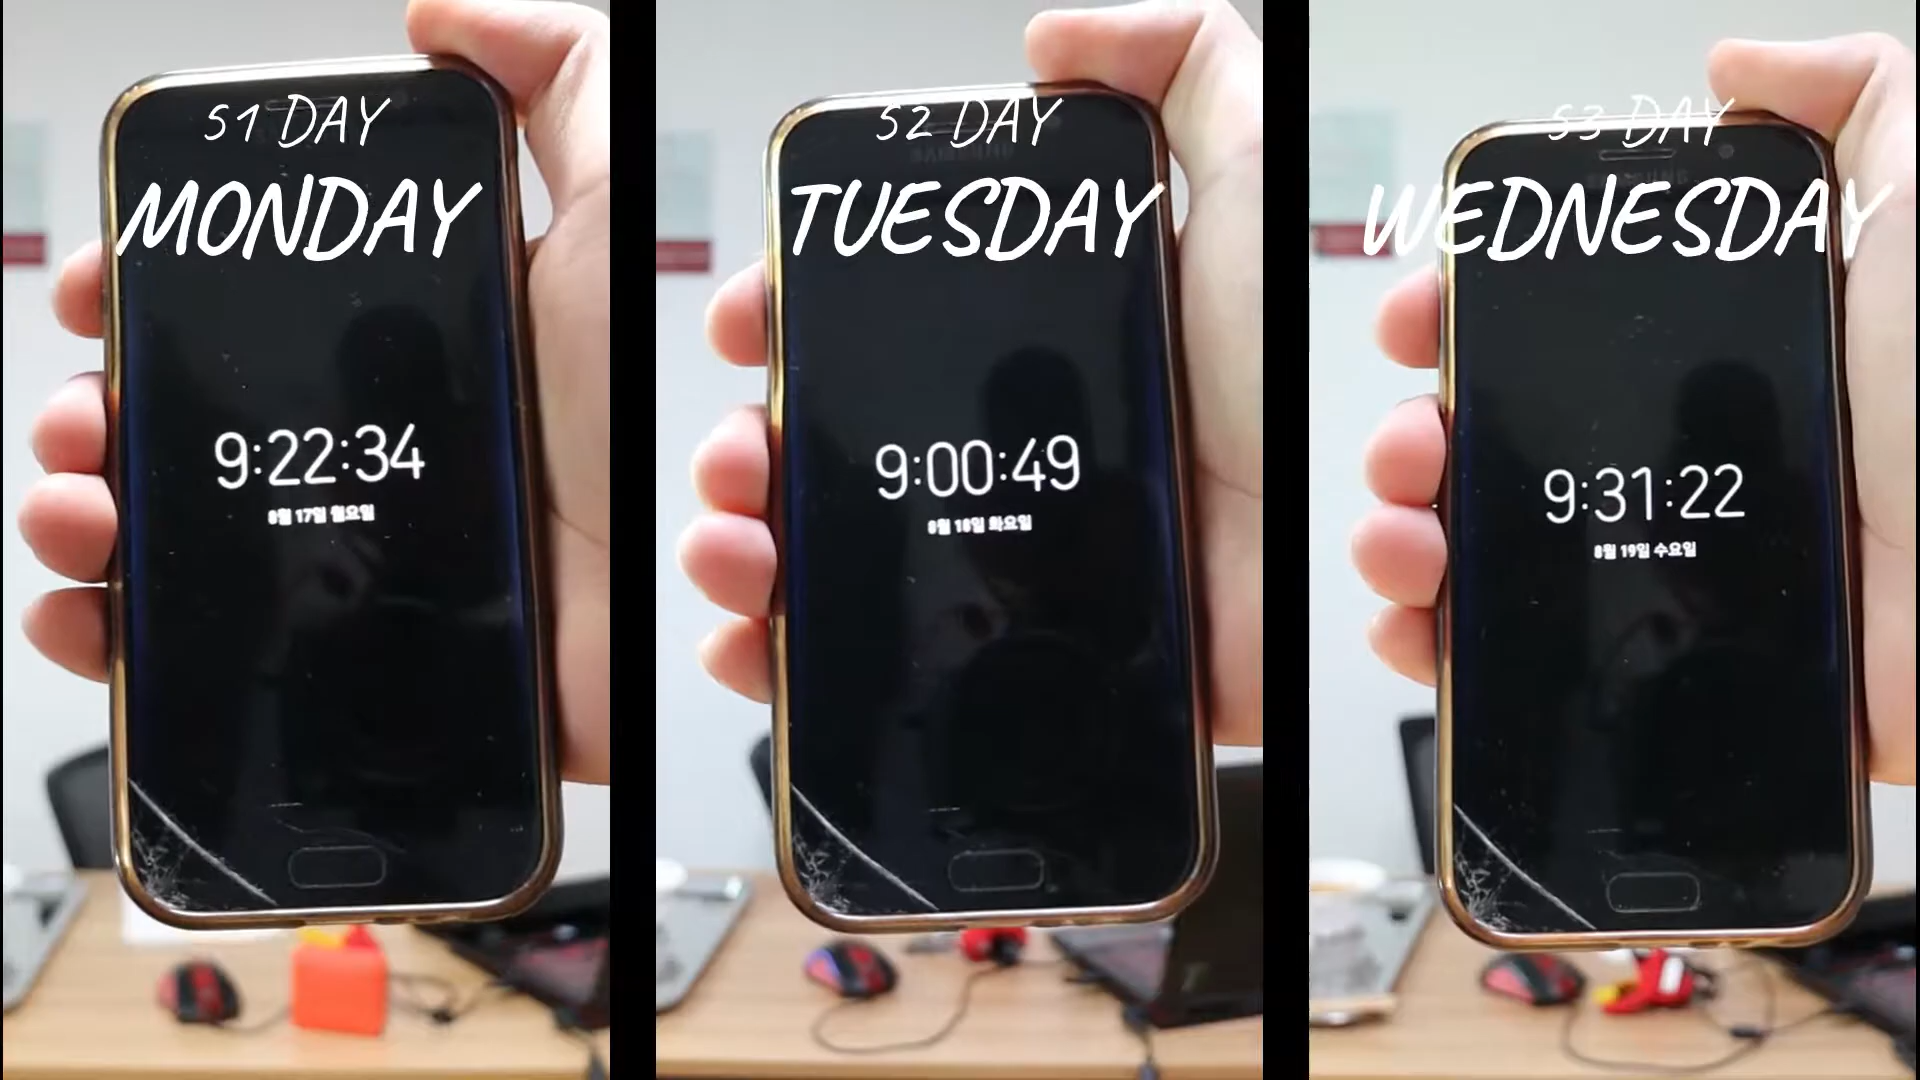 51 DAY
MONDAY
9:22:34
8월 17일 월요일
52 DAY
SAMSUNG
TUESDAY
9:00:49
8월 18일 화요일
53 DAY
SAMSUNG
WEDNESDAY
9:31:22
8월 19일 수요일